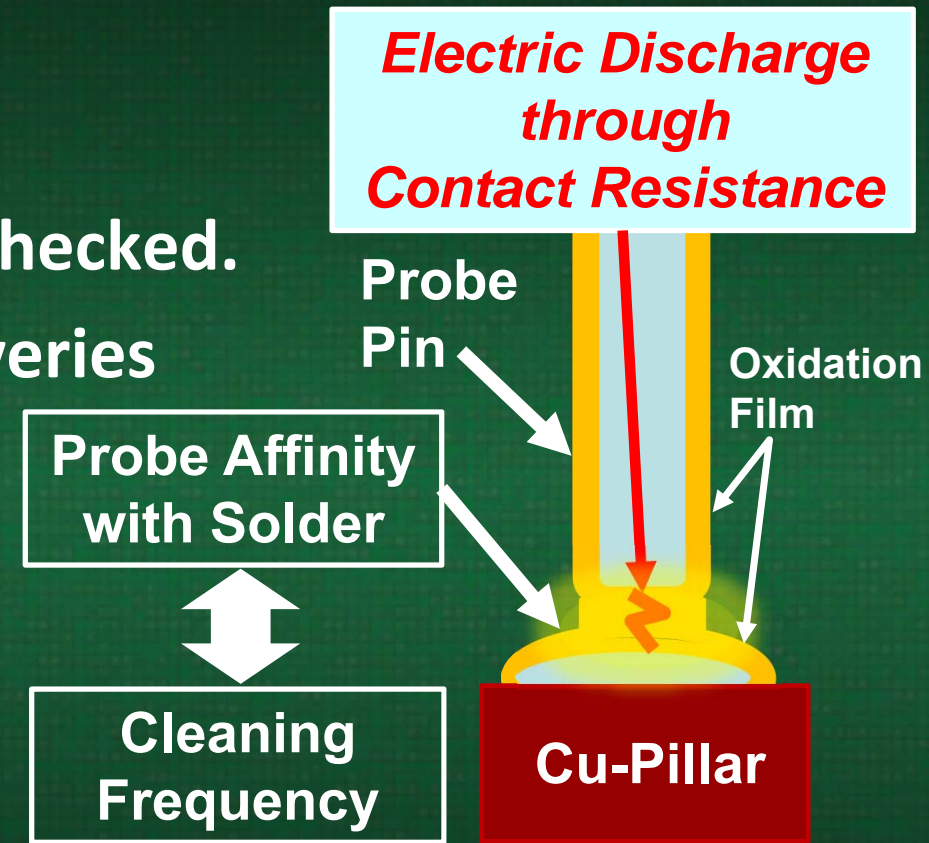 Electric Discharge
through
Contact Resistance
hecked.
veries
Probe
Pin
Oxidation
Film
Probe Affinity
with Solder
Cleaning
Frequency
Cu-Pillar